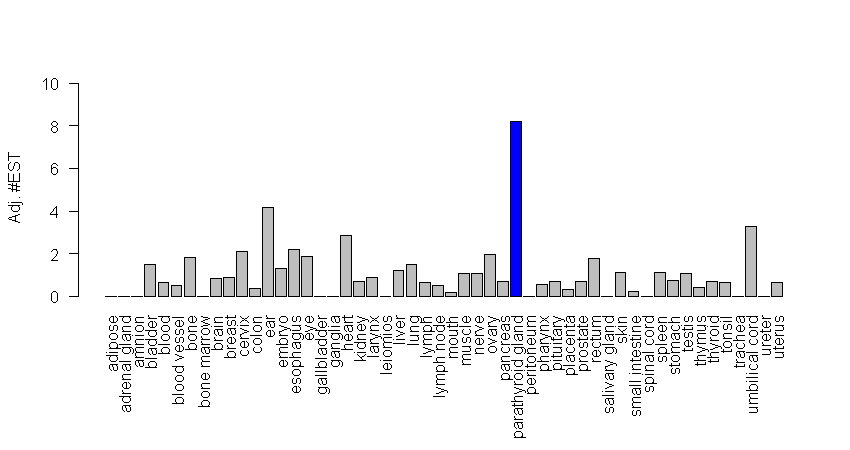 Adj. #EST
10
8
6
4
2
0
adipose
adrenal gland
amnion
bladder
blood
blood vessel
bone
bone marrow
brain
breast
cervix
colon
ear
embryo
esophagus
eye
gallbladder
ganglia
heart
kidney
larynx
leiomios
liver
lung
lymph
lymph node
mouth
muscle
nerve
ovary
pancreas
parathyroid gland
peritoneum
pharynx
pituitary
placenta
prostate
rectum
salivary gland
skin
small intestine
spinal cord
spleen
stomach
testis
thymus
thyroid
tonsil
trachea
umbilical cord
ureter
uterus